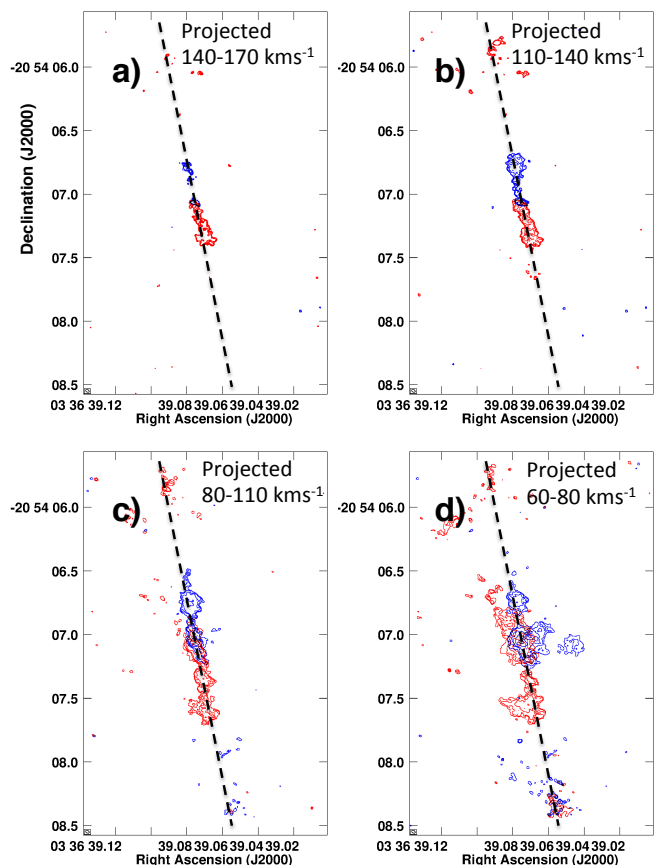 Projected
140-170 kms-1
a)
Projected
110-140 kms-1
b)
-20 54 06.0
06.5
07.0
07.5
08.0
08.5
Declination (J2000)
03 36 39.12 39.08 39.06 39.04 39.02
Right Ascension (J2000)
-20 54 06.0
06.5
07.0
07.5
08.0
08.5
03 36 39.12 39.08 39.06 39.04 39.02
Right Ascension (J2000)
Projected
80-110 kms-1
c)
Projected
60-80 kms-1
d)
-20 54 06.0
06.5
07.0
07.5
08.0
08.5
03 36 39.12 39.08 39.06 39.04 39.02
Right Ascension (J2000)
-20 54 06.0
06.5
07.0
07.5
08.0
08.5
03 36 39.12 39.08 39.06 39.04 39.02
Right Ascension (J2000)